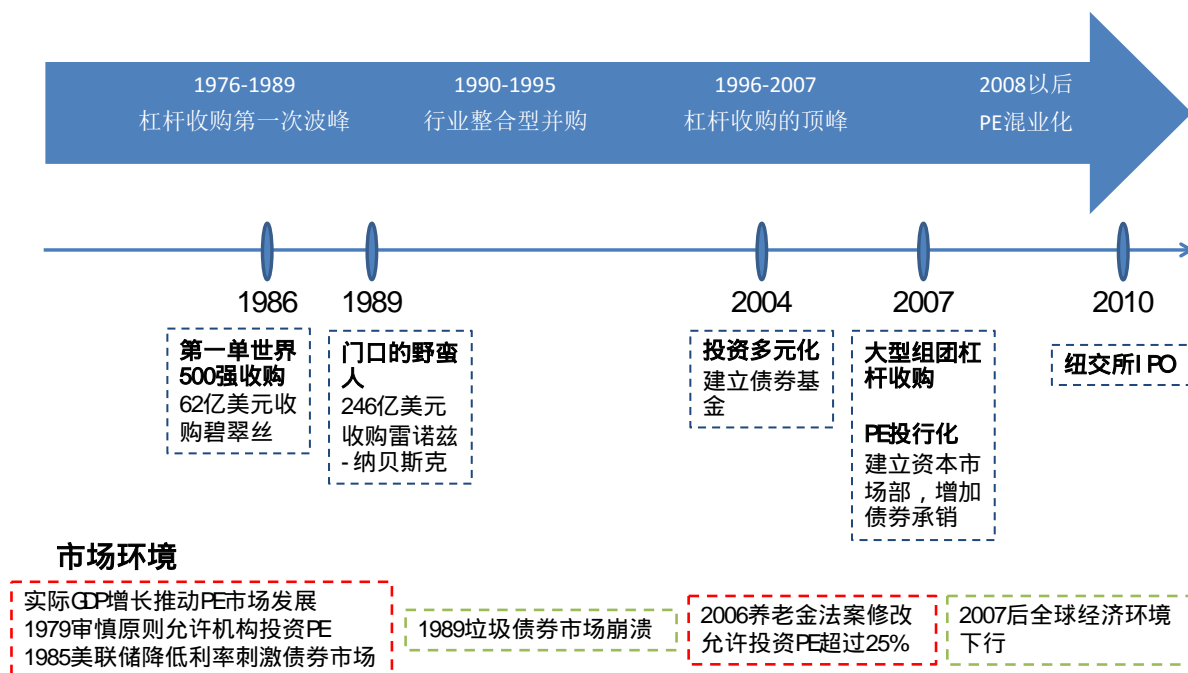 1976-1989
杠杆收购第一次波峰
1990-1995
行业整合型并购
1996-2007
杠杆收购的顶峰
2008以后
PE混业化
1986
1989
2004
2007
2010
第一单世界
500强收购
62亿美元收
购碧翠丝
门口的野蛮
人
246亿美元
收购雷诺兹
-纳贝斯克
投资多元化
建立债券基
金
大型组团杠
杆收购
PE投行化
建立资本市
场部，增加
债券承销
纽交所IPO
市场环境
实际GDP增长推动PE市场发展
1979审慎原则允许机构投资PE
1985美联储降低利率刺激债券市场
1989垃圾债券市场崩溃
2006养老金法案修改
允许投资PE超过25%
2007后全球经济环境
下行